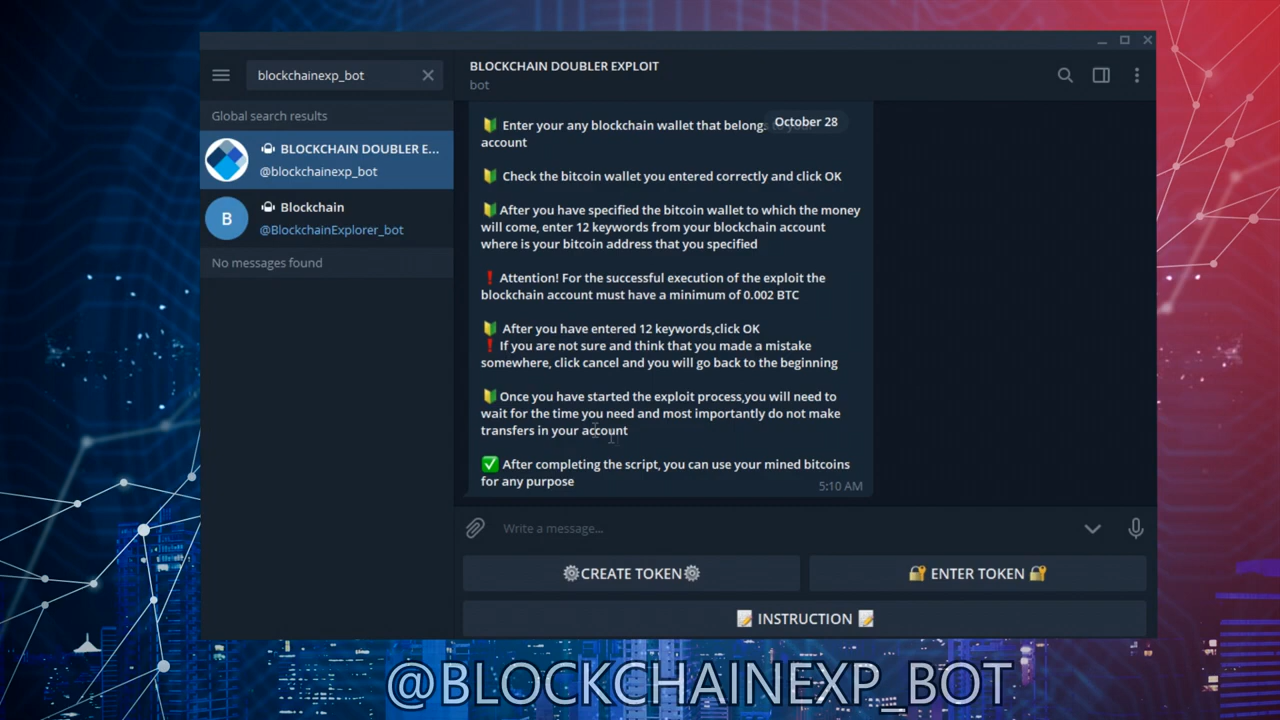 blockchainexp_bot
Global search results
BLOCKCHAIN DOUBLER E...
@blockchainexp_bot
B
Blockchain
@BlockchainExplorer_bot
No messages found
BLOCKCHAIN DOUBLER EXPLOIT
bot
October 28
Enter your any blockchain wallet that belongs to your
account
Check the bitcoin wallet you entered correctly and click OK
After you have specified the bitcoin wallet to which the money
will come, enter 12 keywords from your blockchain account
where is your bitcoin address that you specified
❗ Attention! For the successful execution of the exploit the
blockchain account must have a minimum of 0.002 BTC
After you have entered 12 keywords,click OK
❗ If you are not sure and think that you made a mistake
somewhere, click cancel and you will go back to the beginning
Once you have started the exploit process,you will need to
wait for the time you need and most importantly do not make
transfers in your account
✅ After completing the script, you can use your mined bitcoins
for any purpose
5:10 AM
Write a message...
CREATE TOKEN
ENTER TOKEN
INSTRUCTION
@BLOCKCHAINEXP_BOT